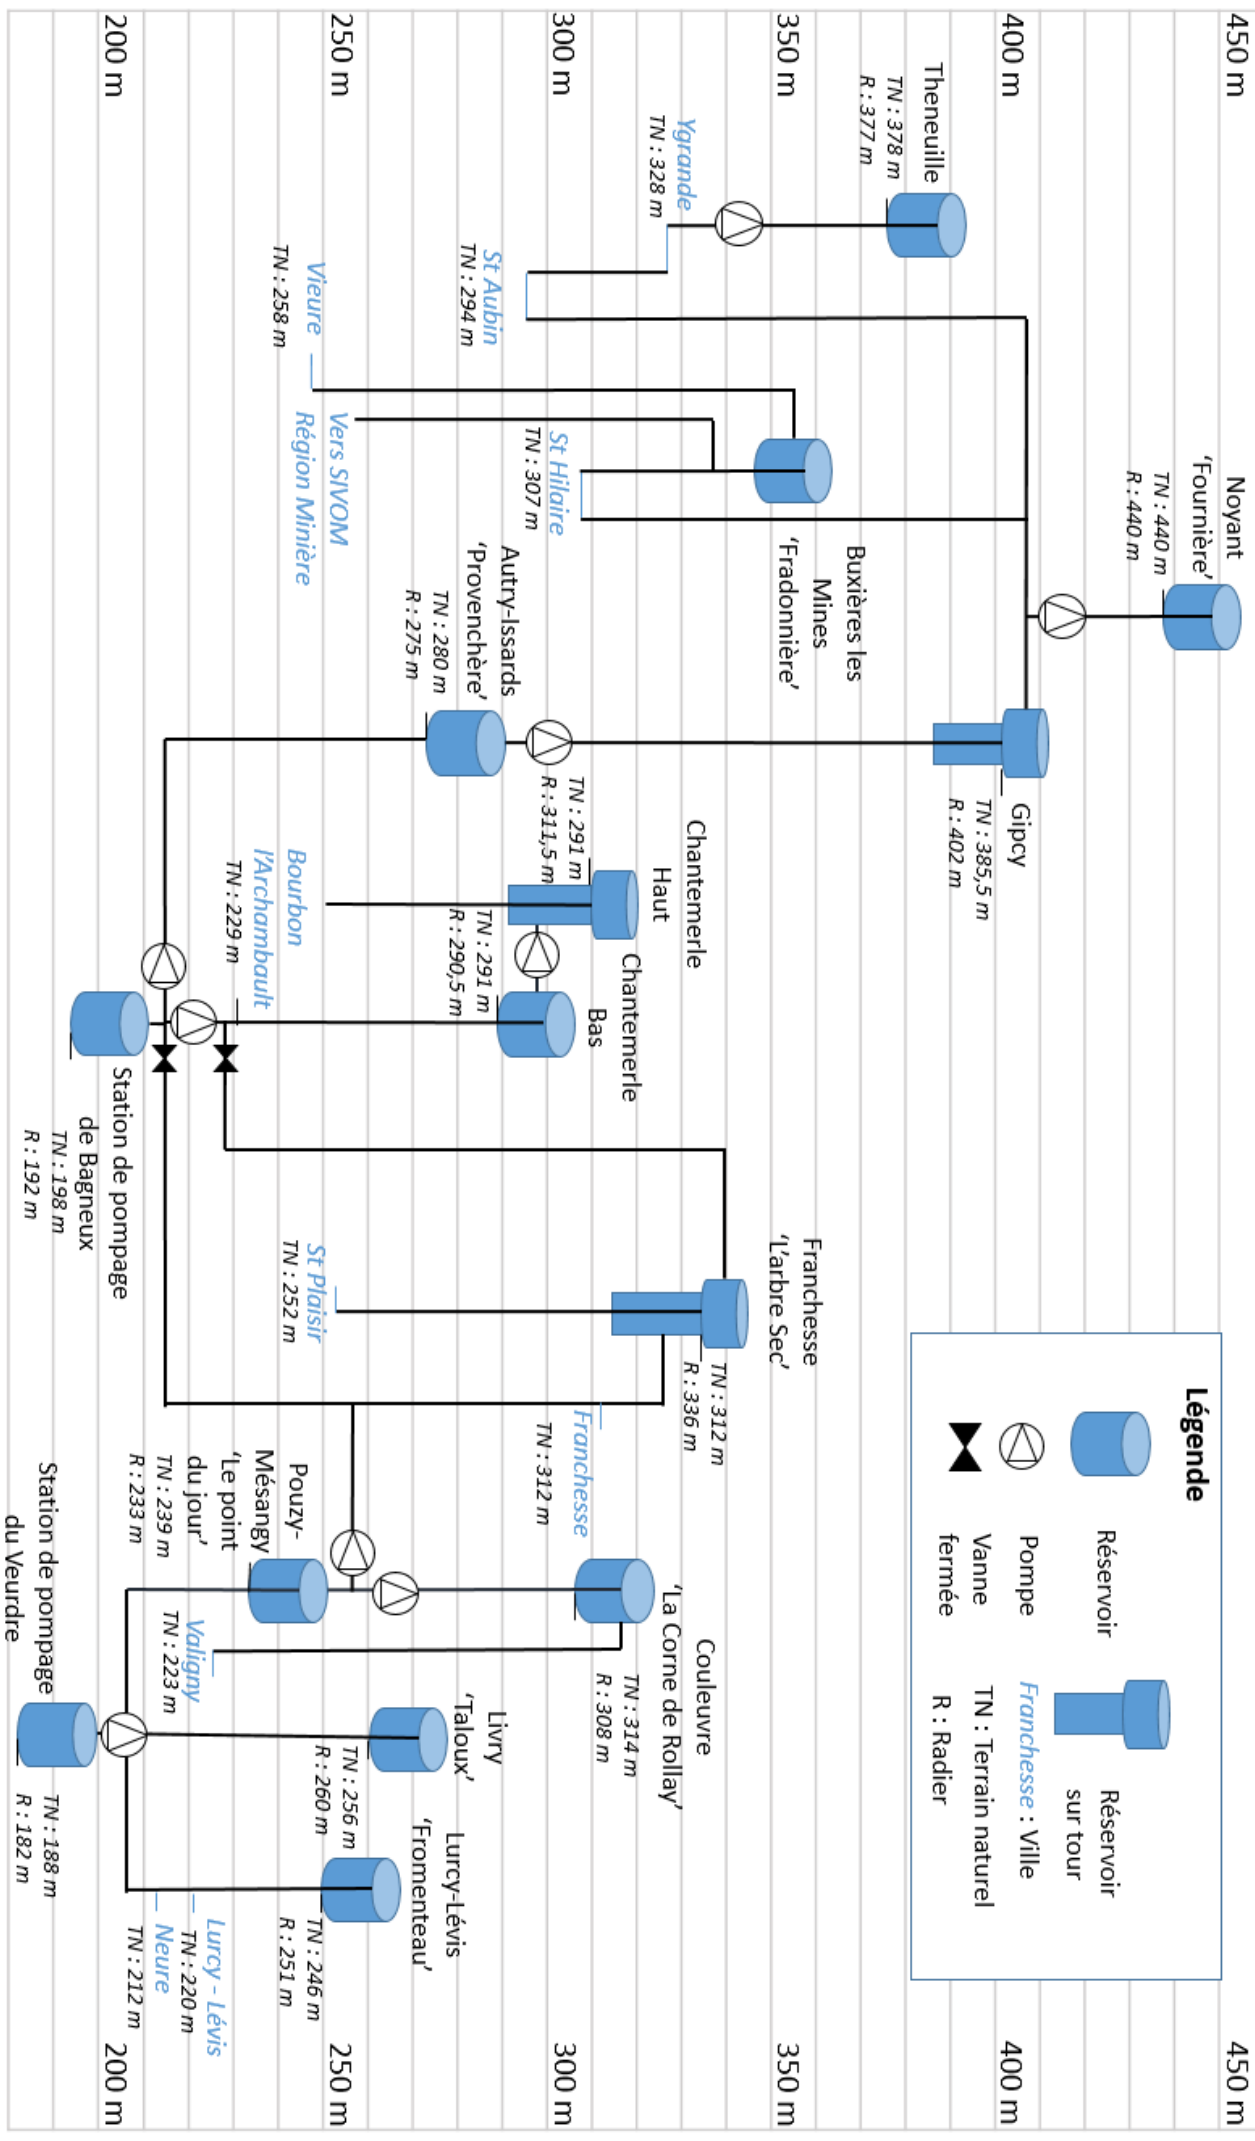 450 m
400 m
350 m
300 m
250 m
200 m
Noyant
‘Fournière’
TN : 440 m
R : 440 m
Theneuille
TN : 378 m
R : 377 m
Ygrande
TN : 328 m
St Aubin
TN : 294 m
Vieure
TN : 258 m
Vers SIVOM
Région Minière
St Hilaire
TN : 307 m
Buxières les
Mines
‘Fradonnière’
Autry-Issards
‘Provenchère’
TN : 280 m
R : 275 m
Gipcy
TN : 385,5 m
R : 402 m
Chantemerle
Haut
TN : 291 m
R : 311,5 m
Chantemerle
Bas
TN : 291 m
R : 290,5 m
Bourbon
l’Archambault
TN : 229 m
Station de pompage
de Bagneux
TN : 198 m
R : 192 m
Franchesse
‘L’arbre Sec’
TN : 312 m
R : 336 m
St Plaisir
TN : 252 m
Franchesse
TN : 312 m
Pouzy-
Mésangy
‘Le point
du jour’
TN : 239 m
R : 233 m
Couleuvre
‘La Corne de Rollay’
TN : 314 m
R : 308 m
Valigny
TN : 223 m
Station de pompage
du Veurdre
TN : 188 m
R : 182 m
Livry
‘Taloux’
TN : 256 m
R : 260 m
Lurcy-Lévis
‘Fromenteau’
TN : 246 m
R : 251 m
Lurcy - Lévis
TN : 220 m
Neure
TN : 212 m
Légende
Réservoir
Pompe
Vanne
fermée
Réservoir
sur tour
Franchesse : Ville
TN : Terrain naturel
R : Radier
450 m
400 m
350 m
300 m
250 m
200 m